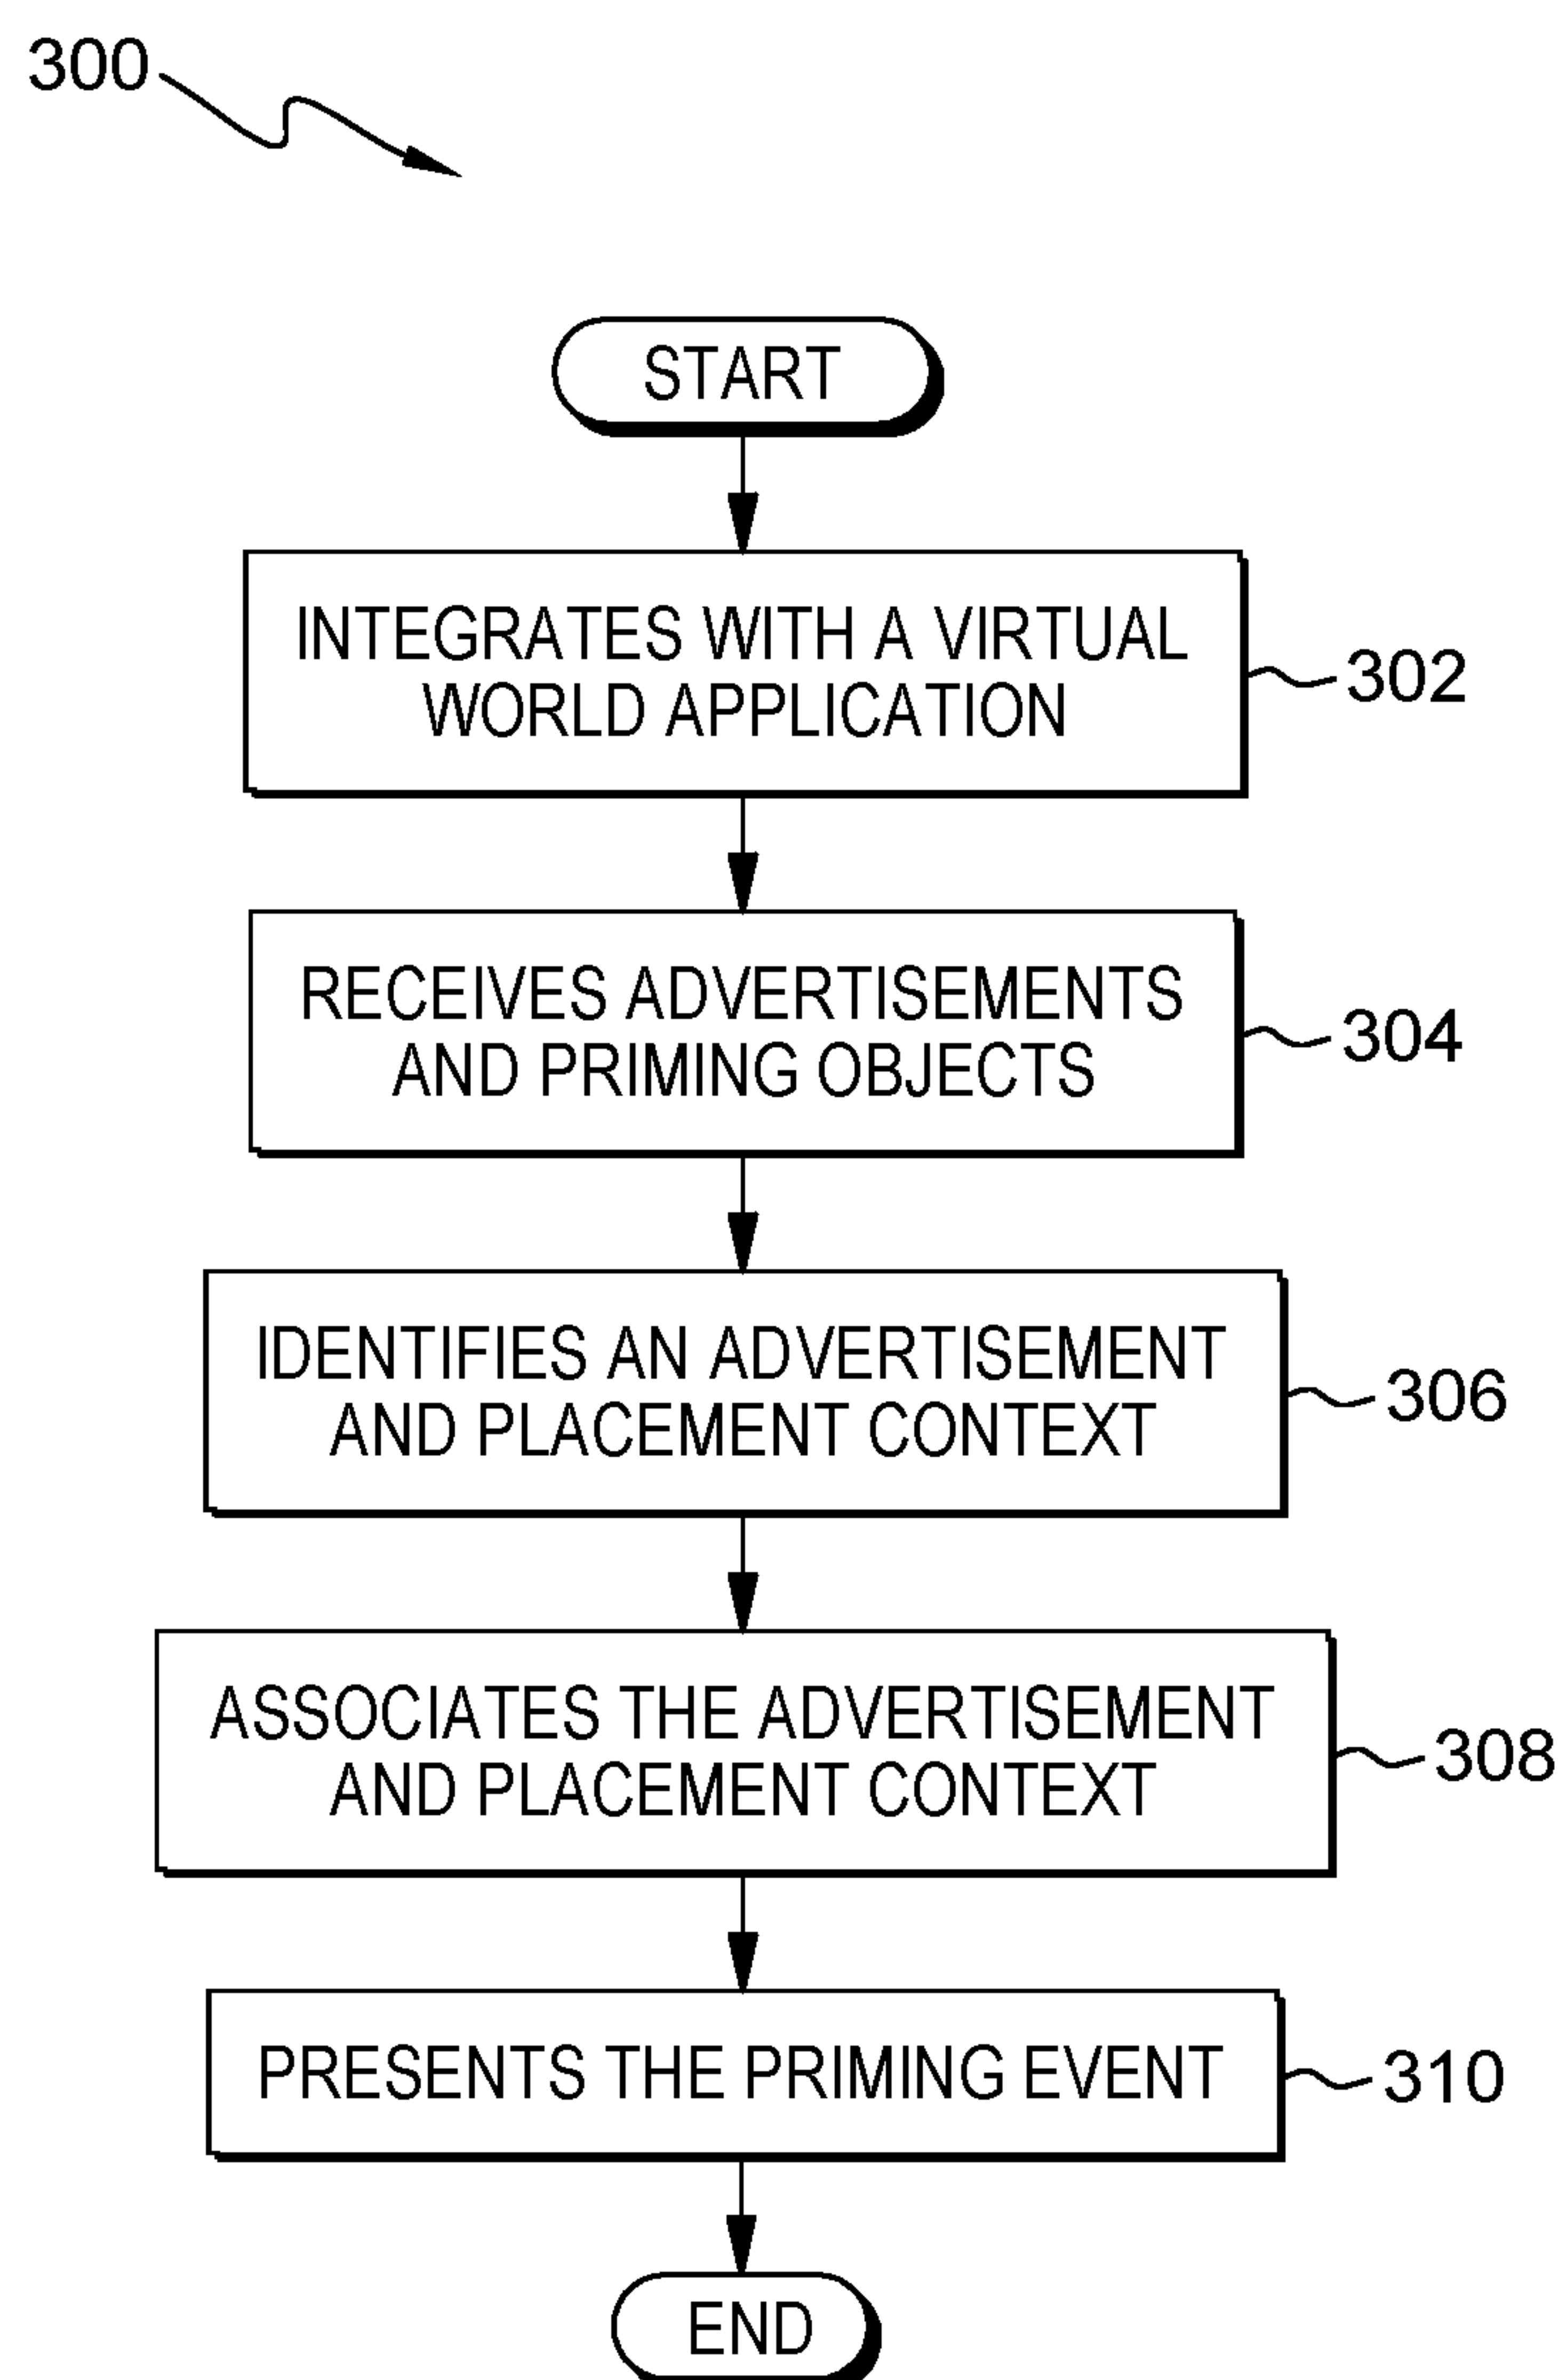 300
START
INTEGRATES WITH A VIRTUAL
WORLD APPLICATION
302
RECEIVES ADVERTISEMENTS
AND PRIMING OBJECTS
304
IDENTIFIES AN ADVERTISEMENT
AND PLACEMENT CONTEXT
306
ASSOCIATES THE ADVERTISEMENT
AND PLACEMENT CONTEXT
308
PRESENTS THE PRIMING EVENT
310
END